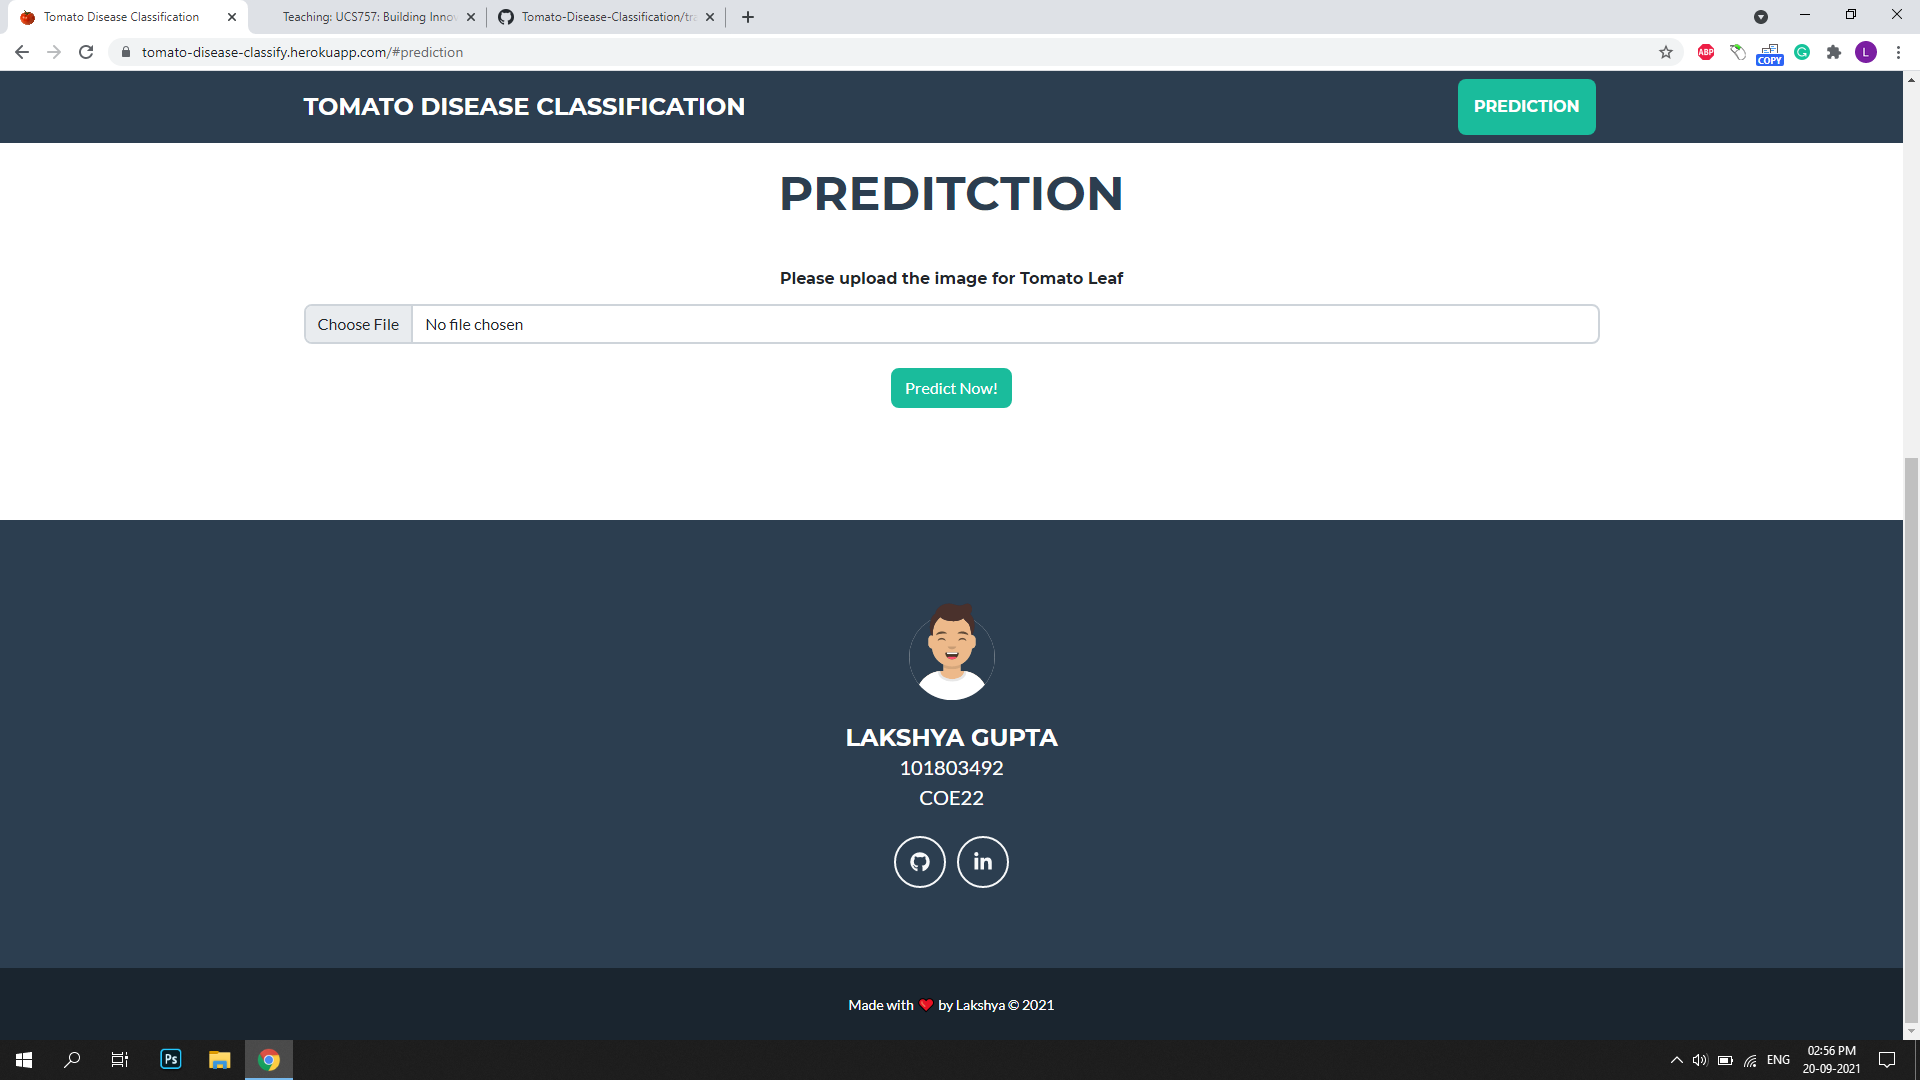 Tomato Disease Classification
Teaching: UCS757: Building Inno
Tomato-Disease-Classification/tr
tomato-disease-classify.herokuapp.com/#prediction
ABP
COPY
L
TOMATO DISEASE CLASSIFICATION
PREDICTION
PREDITCTION
Please upload the image for Tomato Leaf
Choose File
No file chosen
Predict Now!
LAKSHYA GUPTA
101803492
COE22
in
Made with ❤️ by Lakshya © 2021
Ps
ENG
02:56 PM
20-09-2021